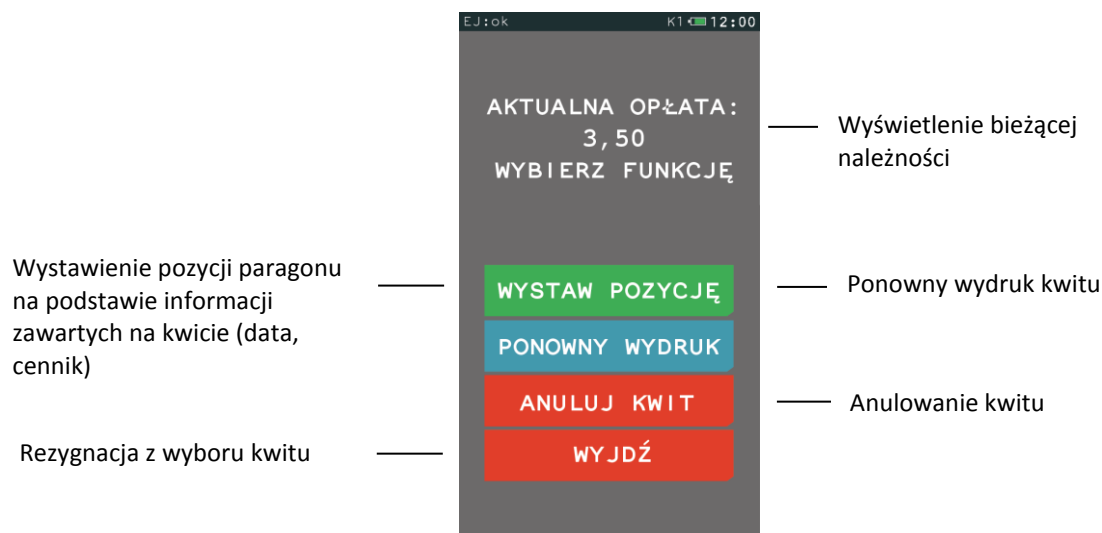 EJ:ok K1 12:00
AKTUALNA OPŁATA:
3,50
WYBIERZ FUNKCJĘ
Wyświetlenie bieżącej
należności
Wystawienie pozycji paragonu
na podstawie informacji
zawartych na kwicie (data,
cennik)
WYSTAW POZYCJĘ
Ponowny wydruk kwitu
PONOWNY WYDRUK
ANULUJ KWIT
Anulowanie kwitu
Rezygnacja z wyboru kwitu
WYJDŹ